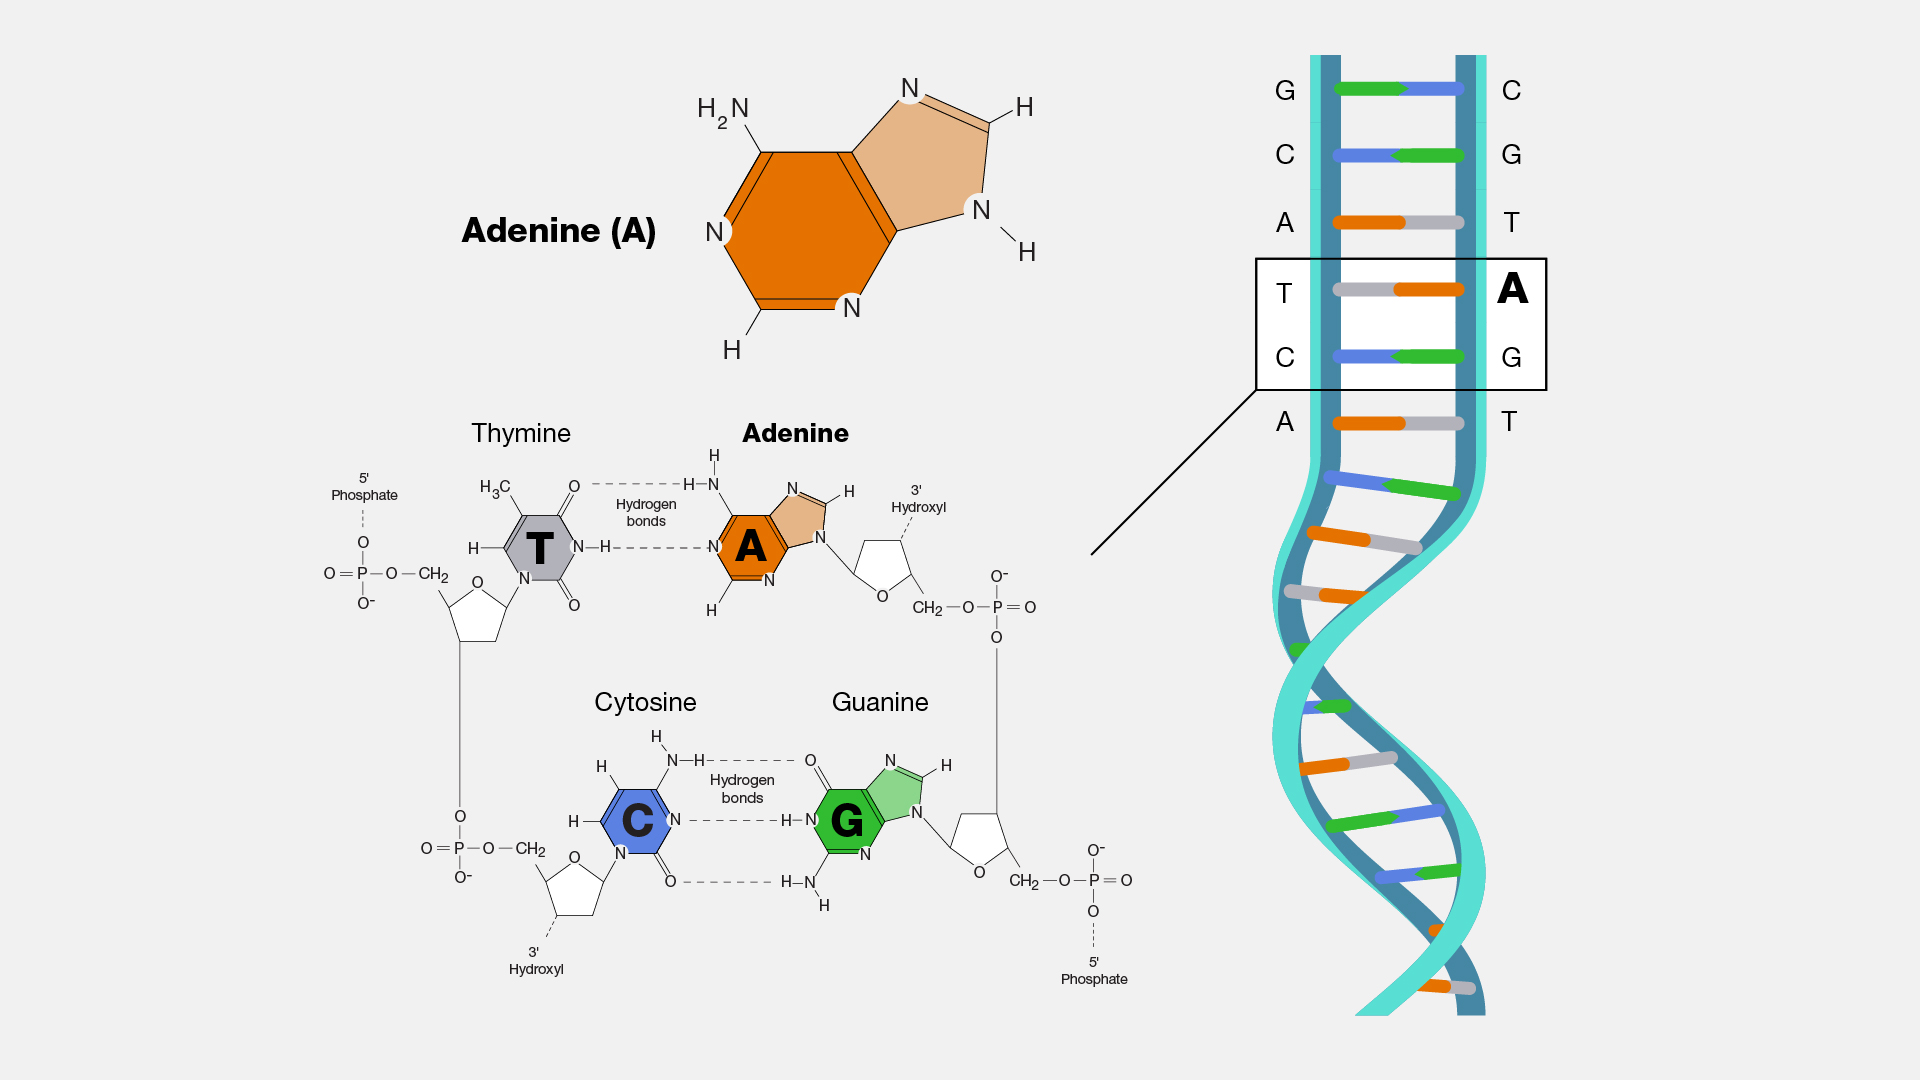 N
H₂N
H
Adenine (A)
N
N
H
N
H
Thymine
Adenine
H
5'
Phosphate
H₃C
O
H
N
N
H
3'
Hydroxyl
Hydrogen
bonds
O
H
T
N
H
N
A
N
O
P
O
CH₂
O
N
N
O
O⁻
O
H
O
CH₂
O
P
O
O⁻
O
Cytosine
Guanine
H
N
H
O
N
H
H
Hydrogen
bonds
O
H
C
N
H
N
G
N
O
P
O
CH₂
O
N
N
O⁻
O
H
N
H
O
CH₂
O
P
O
O⁻
O
3'
Hydroxyl
5'
Phosphate
G C
C G
A T
T A
C G
A T